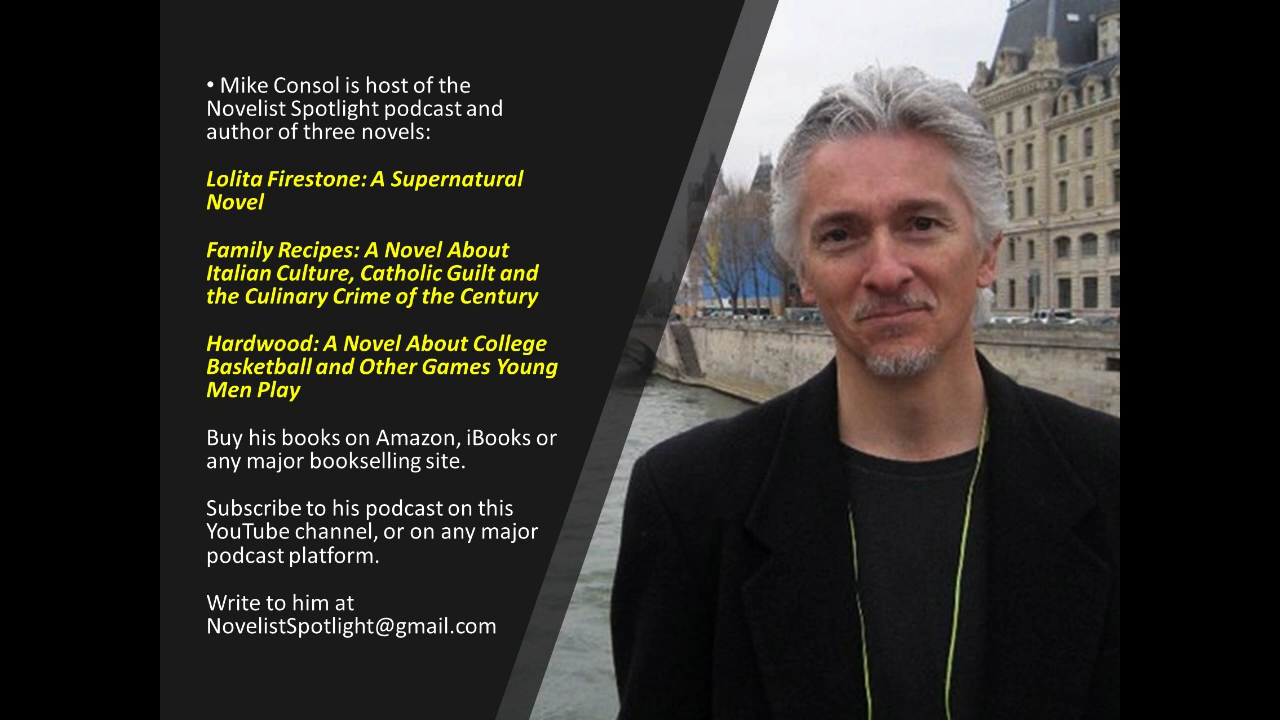 • Mike Consol is host of the
Novelist Spotlight podcast and
author of three novels:
Lolita Firestone: A Supernatural
Novel
Family Recipes: A Novel About
Italian Culture, Catholic Guilt and
the Culinary Crime of the Century
Hardwood: A Novel About College
Basketball and Other Games Young
Men Play
Buy his books on Amazon, iBooks or
any major bookselling site.
Subscribe to his podcast on this
YouTube channel, or on any major
podcast platform.
Write to him at
NovelistSpotlight@gmail.com